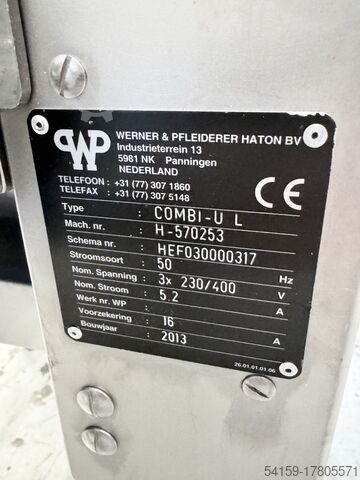 WP
WERNER & PFLEIDERER HATON BV
Industrieterrein 13
5981 NK Panningen
NEDERLAND
TELEFOON : +31 (77) 307 1860
TELEFAX : +31 (77) 307 5148
CE
Type : COMBI-U L
Mach. nr. : H-570253
Schema nr. : HEF030000317
Stroomsoort : 50 Hz
Nom. Spanning : 3x 230/400 V
Nom. Stroom : 5.2 A
Werk nr. WP :
Voorzekering : 16 A
Bouwjaar : 2013
26.01.01.01.06
54159-17805571